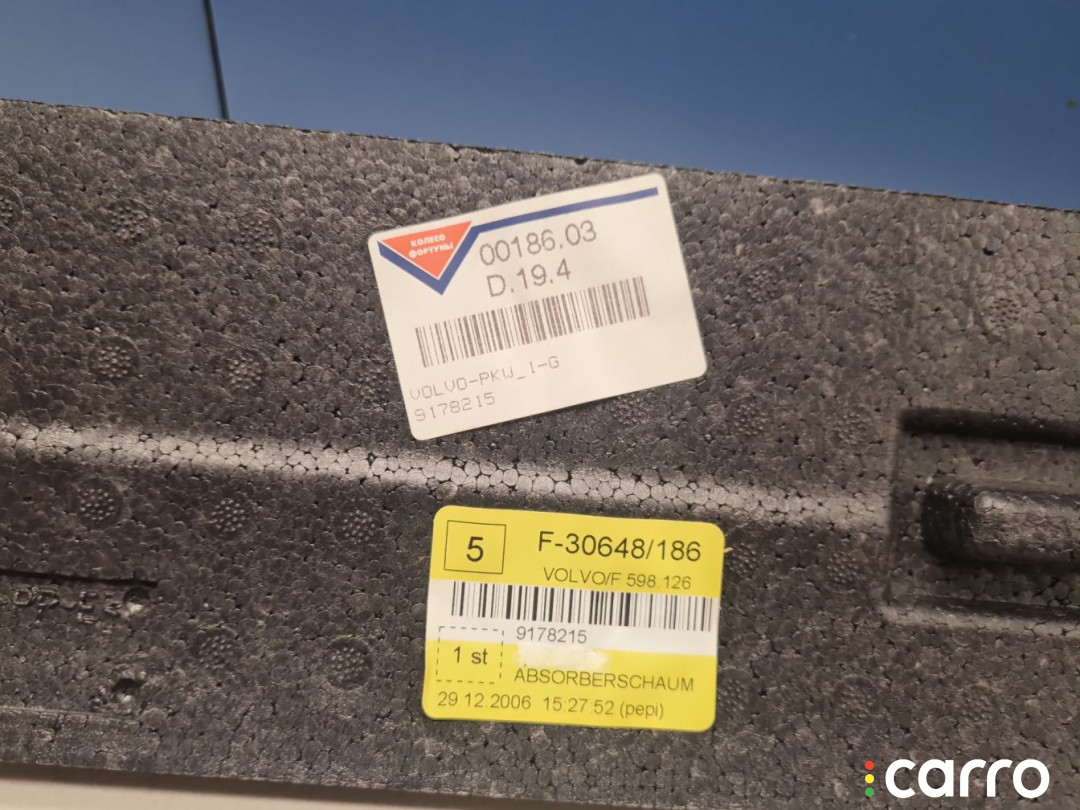 КОЛЕСО
ФОРТУНЫ
00186.03
D.19.4
VOLVO-PKW_1-G
9178215
5
F-30648/186
VOLVO/F 598.126
9178215
1 st
ABSORBERSCHAUM
29.12.2006 15:27:52 (pepi)
carro